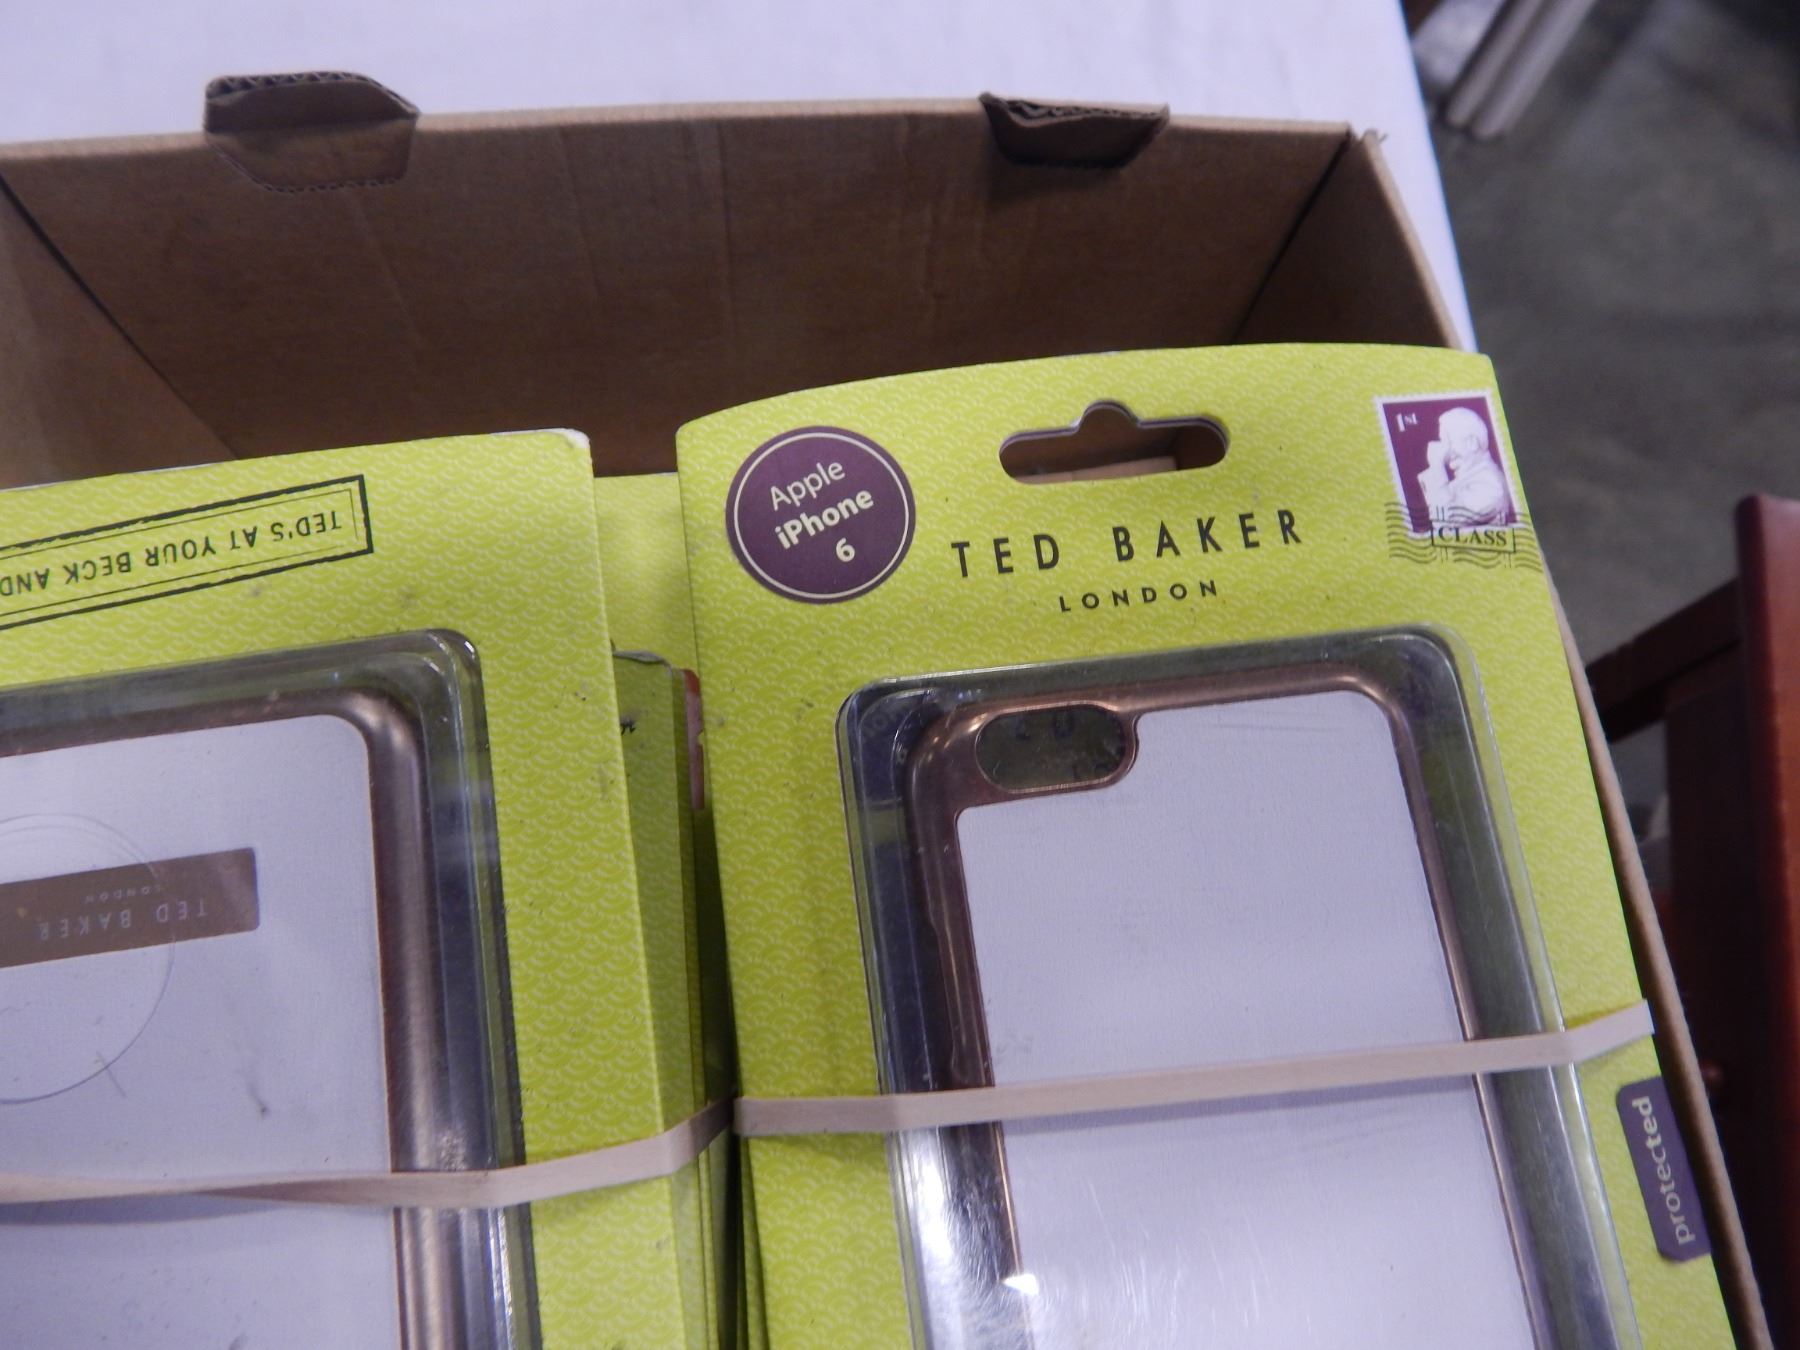 Apple
iPhone
6
TED BAKER
LONDON
1ST
CLASS
TED'S AT YOUR BECK AND
TED BAKER
LONDON
protected